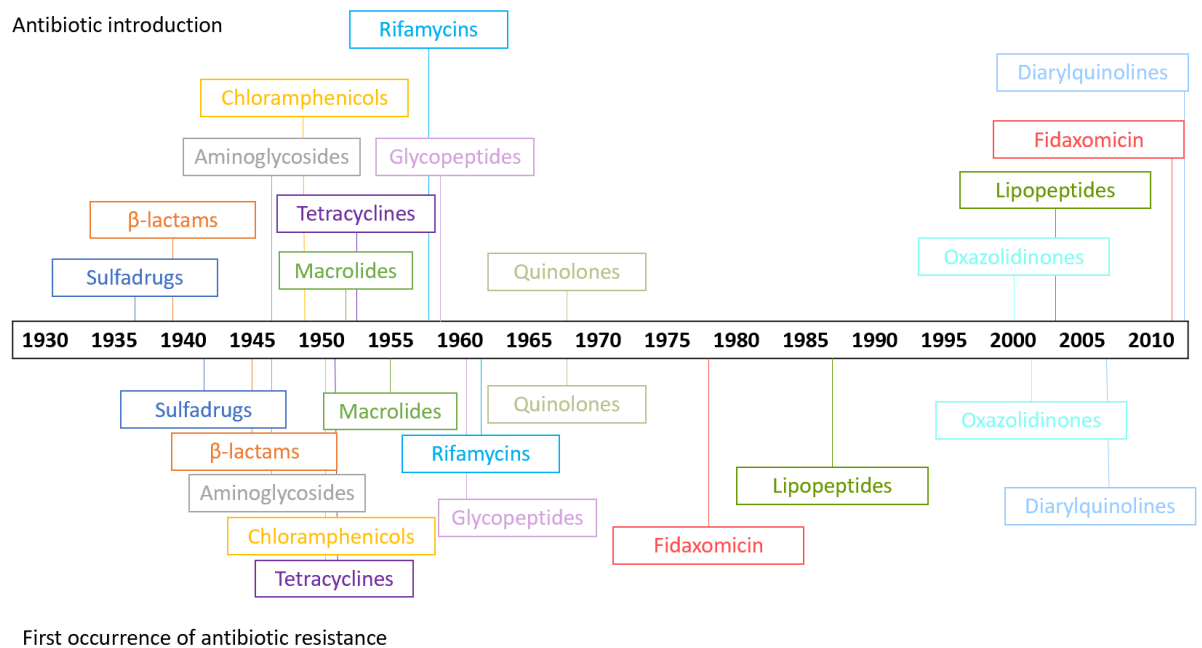 Antibiotic introduction
Rifamycins
Diarylquinolines
Chloramphenicols
Fidaxomicin
Aminoglycosides
Glycopeptides
Lipopeptides
β-lactams
Tetracyclines
Oxazolidinones
Sulfadrugs
Macrolides
Quinolones
1930 1935 1940 1945 1950 1955 1960 1965 1970 1975 1980 1985 1990 1995 2000 2005 2010
Sulfadrugs
Macrolides
Quinolones
Oxazolidinones
β-lactams
Rifamycins
Aminoglycosides
Lipopeptides
Diarylquinolines
Glycopeptides
Chloramphenicols
Fidaxomicin
Tetracyclines
First occurrence of antibiotic resistance